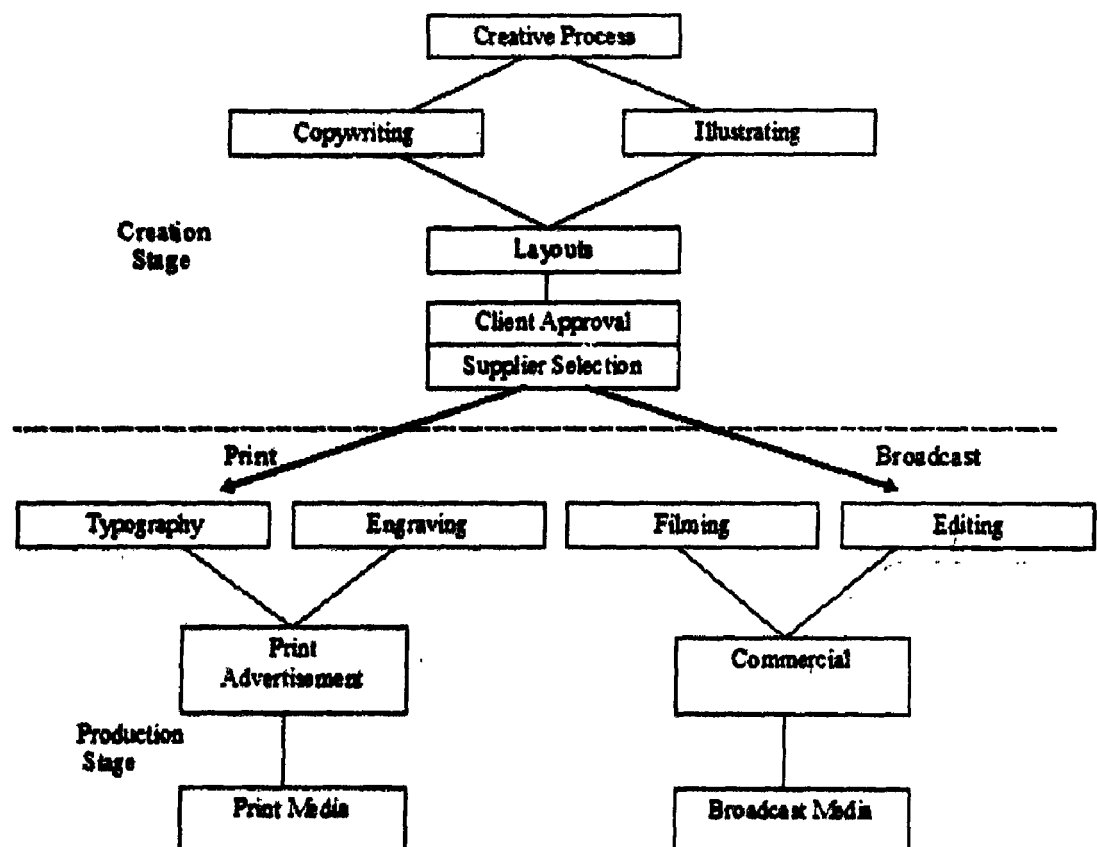 Creative Process
Copywriting
Illustrating
Creation
Stage
Layouts
Client Approval
Supplier Selection
Print
Broadcast
Typography
Engraving
Filming
Editing
Print
Advertisement
Commercial
Production
Stage
Print Media
Broadcast Media